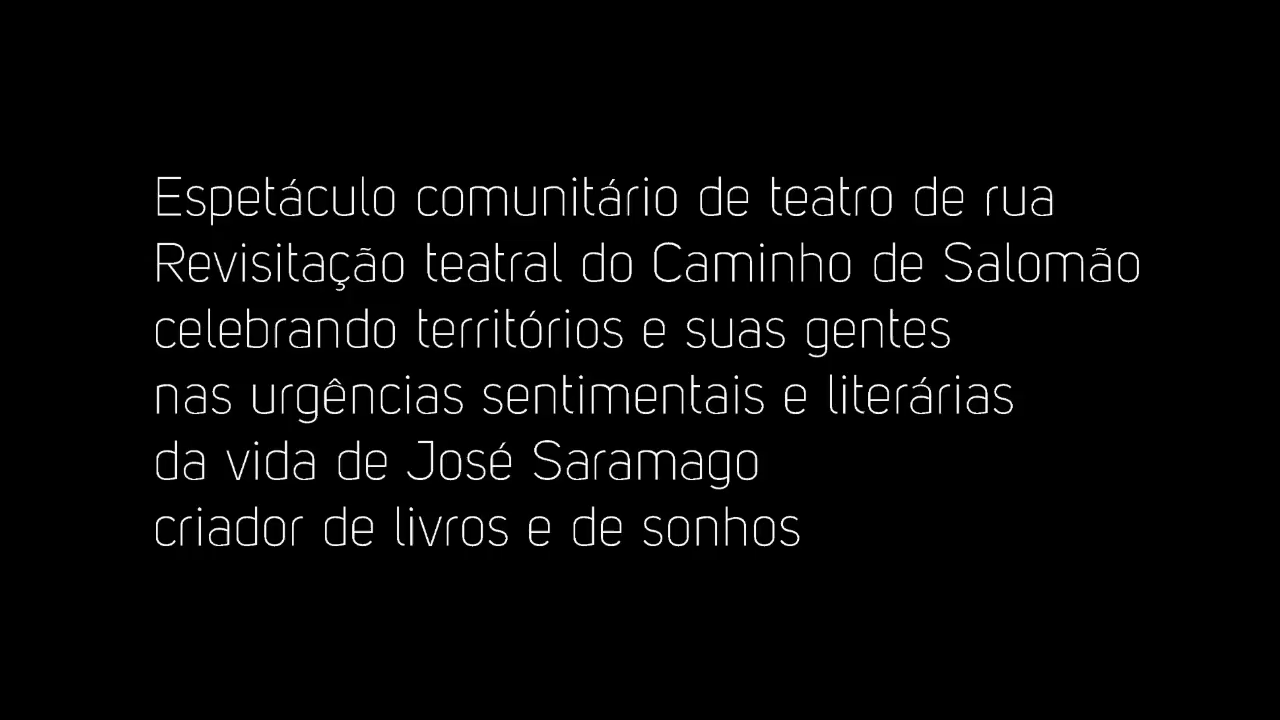 Espetáculo comunitário de teatro de rua
Revisitação teatral do Caminho de Salomão
celebrando territórios e suas gentes
nas urgências sentimentais e literárias
da vida de José Saramago
criador de livros e de sonhos